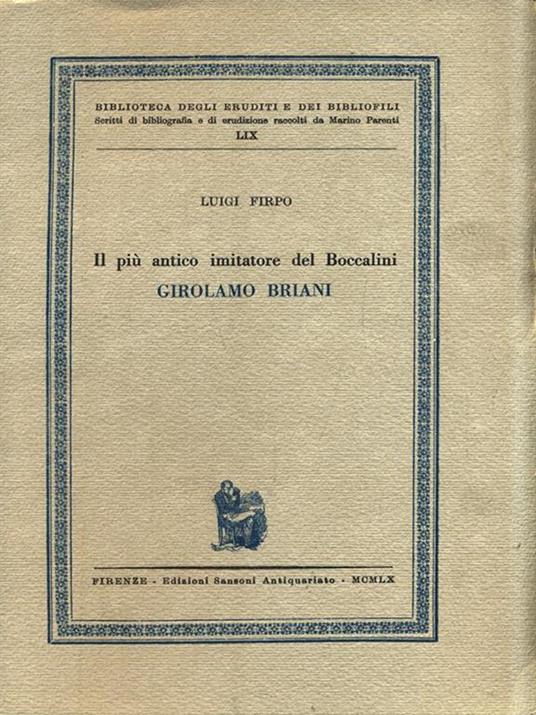 BIBLIOTECA DEGLI ERUDITI E DEI BIBLIOFILI
Scritti di bibliografia e di erudizione raccolti da Marino Parenti
LIX
LUIGI FIRPO
Il più antico imitatore del Boccalini
GIROLAMO BRIANI
FIRENZE - Edizioni Sansoni Antiquariato - MCMLX